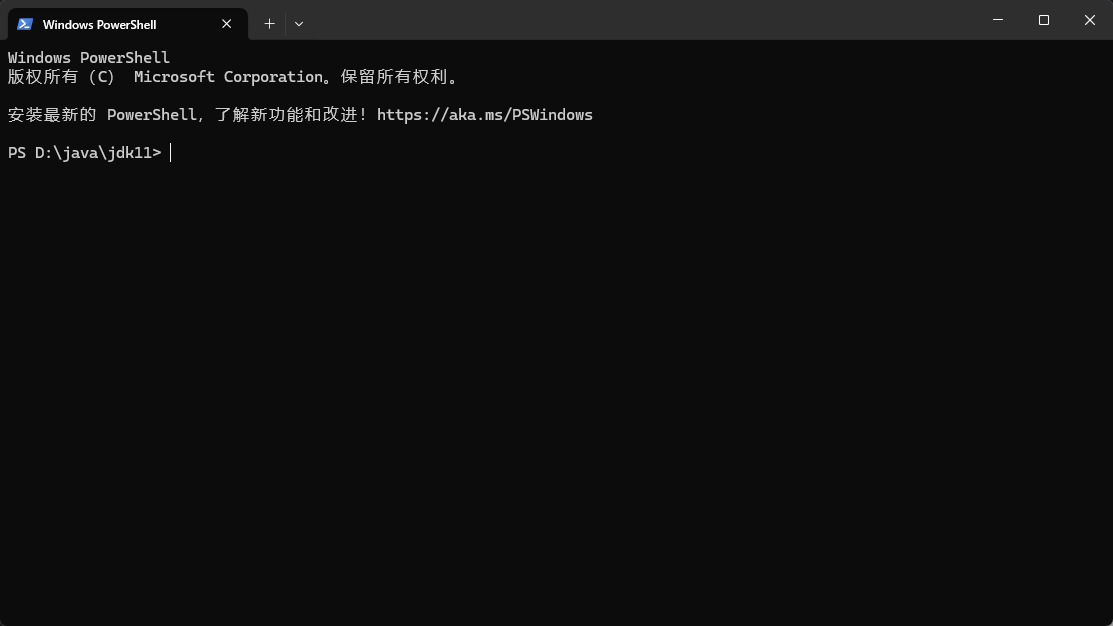 Windows PowerShell
Windows PowerShell
版权所有（C） Microsoft Corporation。保留所有权利。
安装最新的 PowerShell，了解新功能和改进！https://aka.ms/PSWindows
PS D:\java\jdk11>